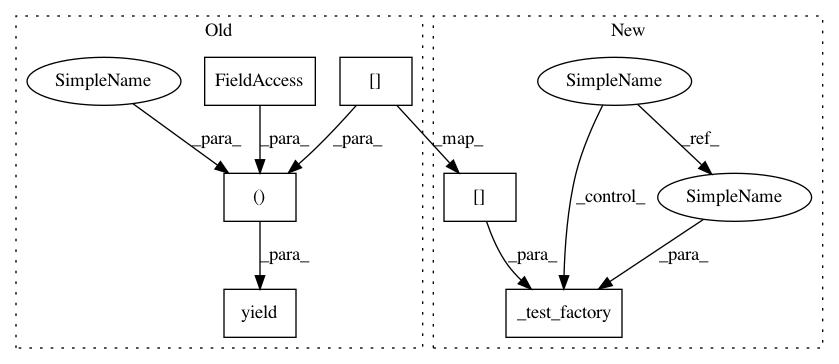 Old
New
SimpleName
FieldAccess
[]
SimpleName
_para_
_para_
_para_
_map_
_ref_
()
[]
_control_
SimpleName
_para_
_para_
_para_
yield
_test_factory